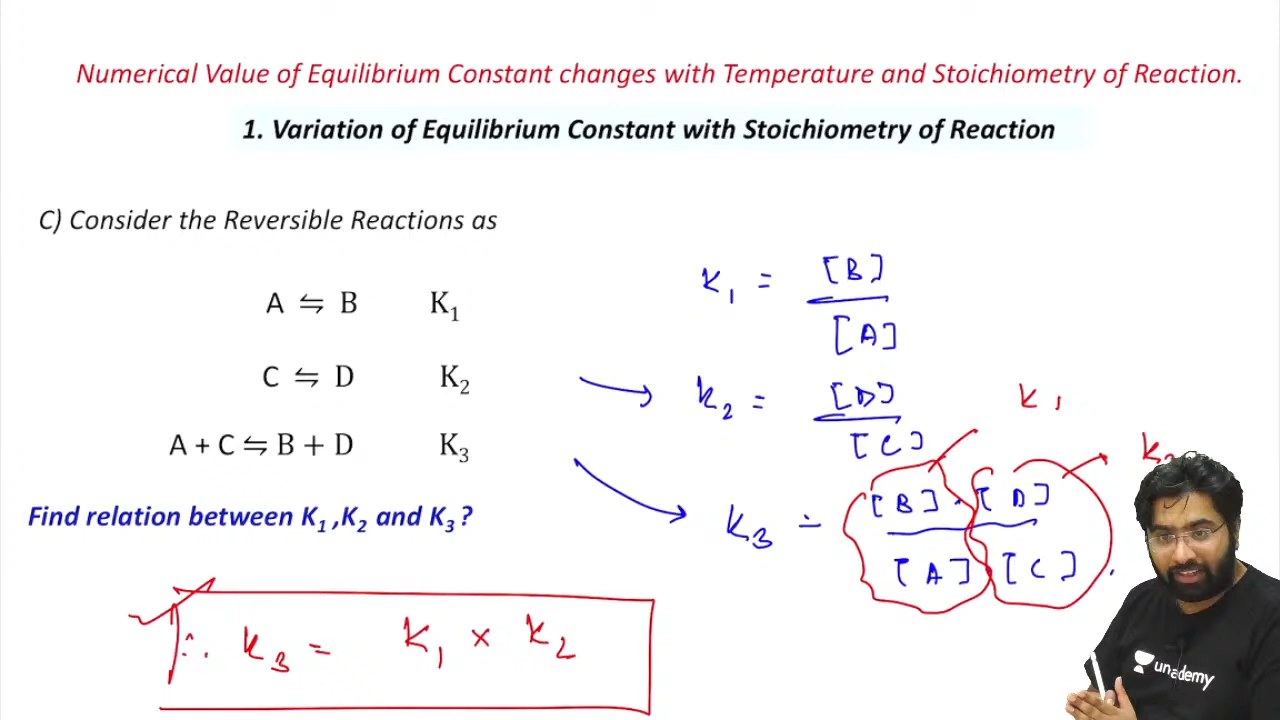 Numerical Value of Equilibrium Constant changes with Temperature and Stoichiometry of Reaction.
1. Variation of Equilibrium Constant with Stoichiometry of Reaction
C) Consider the Reversible Reactions as
A ⇋ B K₁
C ⇋ D K₂
A + C ⇋ B + D K₃
Find relation between K₁ ,K₂ and K₃ ?
∴ K₃ = K₁ × K₂
K₁ = [B]
[A]
K₂ = [D]
[C]
K₁
K₂
K₃ = [B] · [D]
[A] [C]
unacademy